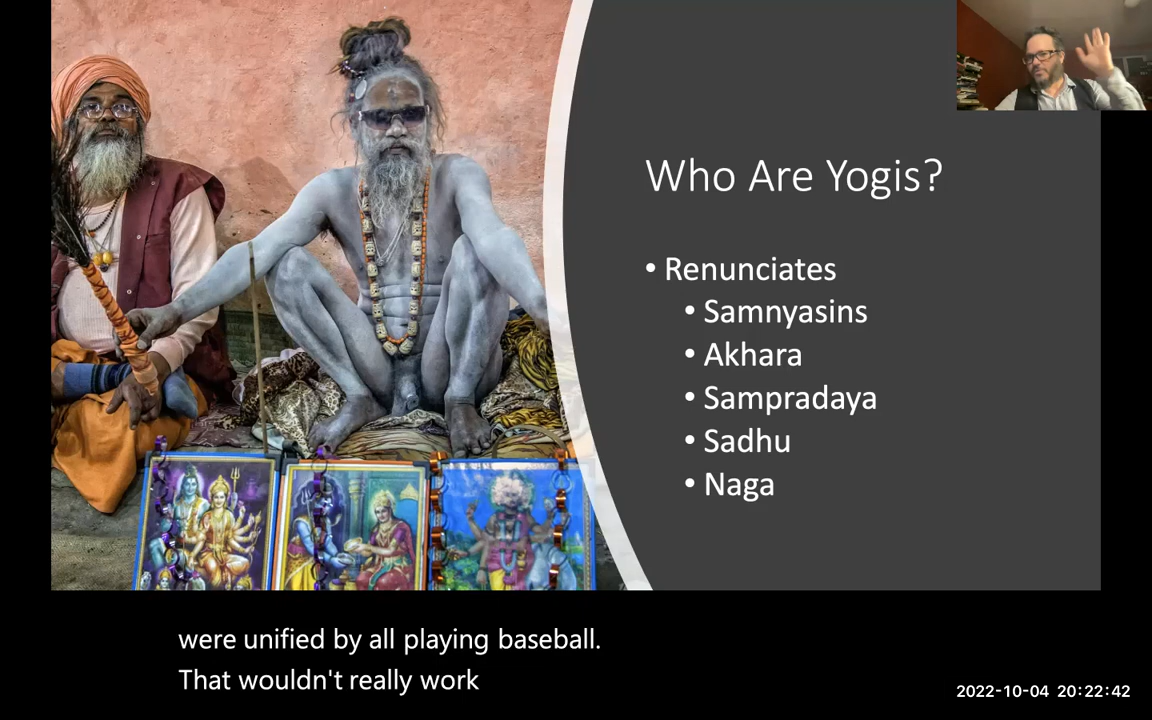 Who Are Yogis?
• Renunciates
• Samnyasins
• Akhara
• Sampradaya
• Sadhu
• Naga
were unified by all playing baseball.
That wouldn't really work
2022-10-04 20:22:42